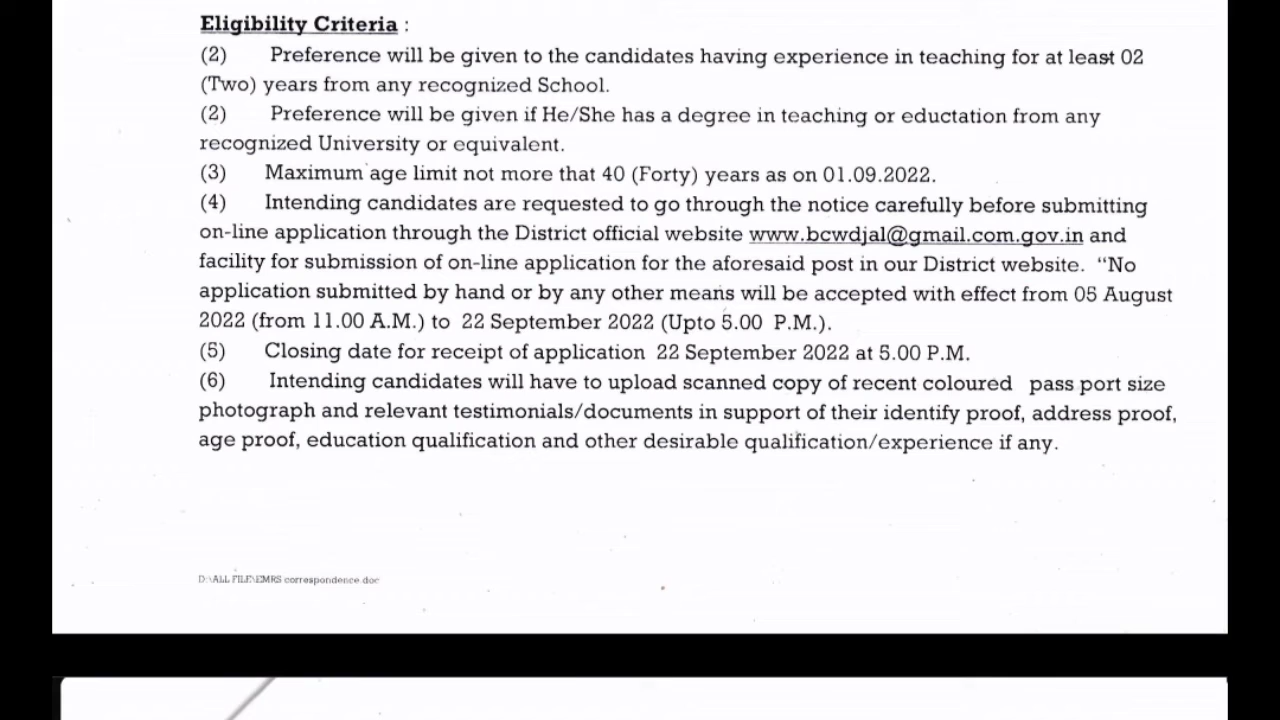 Eligibility Criteria :
(2) Preference will be given to the candidates having experience in teaching for at least 02
(Two) years from any recognized School.
(2) Preference will be given if He/She has a degree in teaching or eductation from any
recognized University or equivalent.
(3) Maximum age limit not more that 40 (Forty) years as on 01.09.2022.
(4) Intending candidates are requested to go through the notice carefully before submitting
on-line application through the District official website www.bcwdjal@gmail.com.gov.in and
facility for submission of on-line application for the aforesaid post in our District website. “No
application submitted by hand or by any other means will be accepted with effect from 05 August
2022 (from 11.00 A.M.) to 22 September 2022 (Upto 5.00 P.M.).
(5) Closing date for receipt of application 22 September 2022 at 5.00 P.M.
(6) Intending candidates will have to upload scanned copy of recent coloured pass port size
photograph and relevant testimonials/documents in support of their identify proof, address proof,
age proof, education qualification and other desirable qualification/experience if any.
D:\ALL FILE\EMRS correspondence.doc